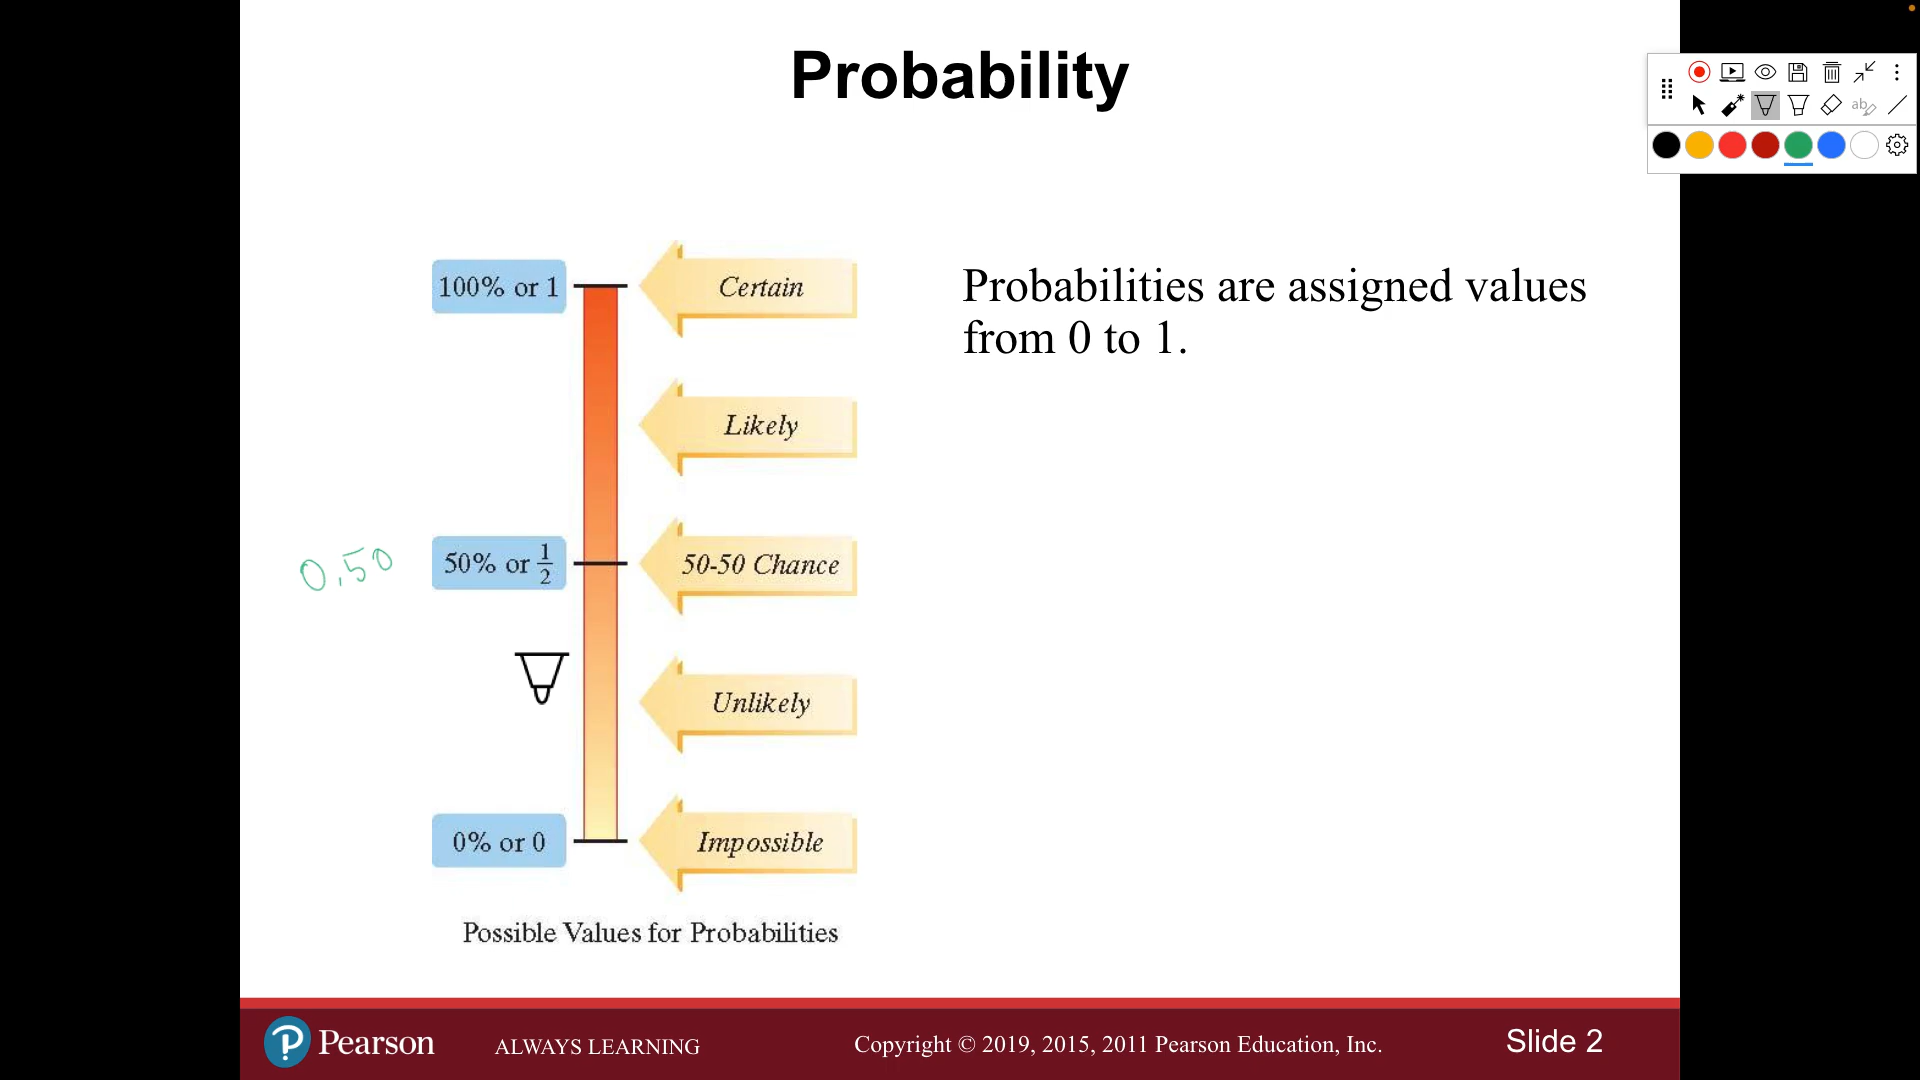 Probability
100% or 1
Certain
Probabilities are assigned values
from 0 to 1.
Likely
0.50
50% or 1/2
50-50 Chance
Unlikely
0% or 0
Impossible
Possible Values for Probabilities
Pearson
ALWAYS LEARNING
Copyright © 2019, 2015, 2011 Pearson Education, Inc.
Slide 2
ab